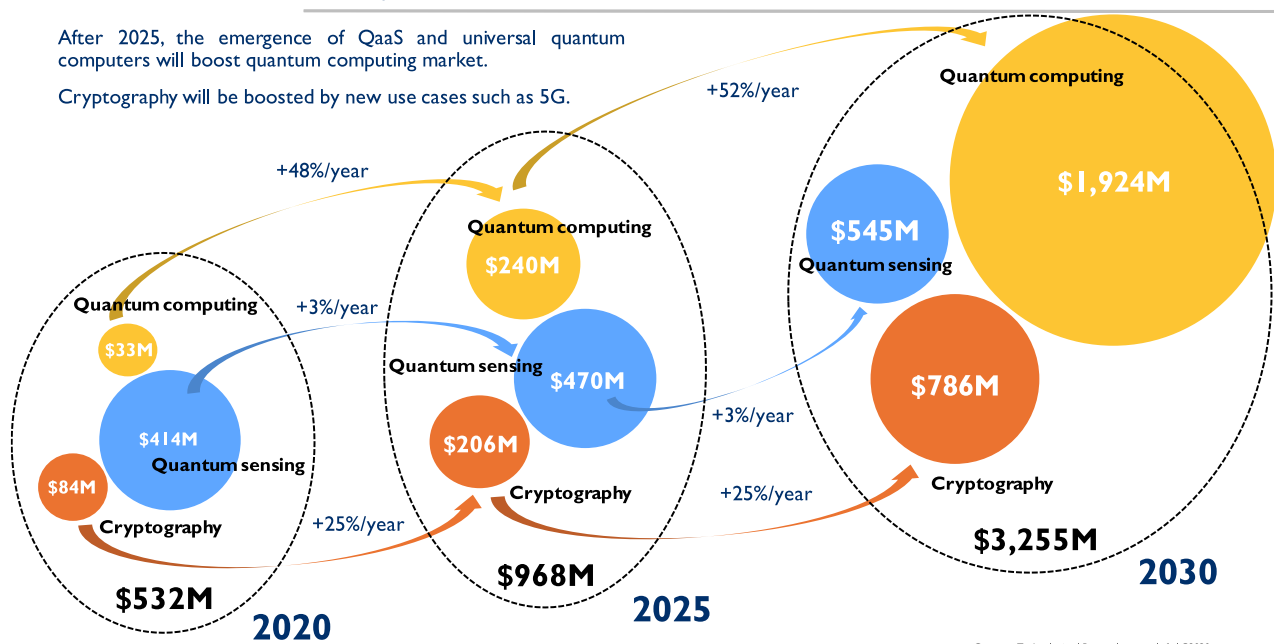 After 2025, the emergence of QaaS and universal quantum
computers will boost quantum computing market.
Cryptography will be boosted by new use cases such as 5G.
+48%/year
+52%/year
Quantum computing
$33M
+3%/year
$414M
Quantum sensing
$84M
Cryptography
+25%/year
$532M
2020
Quantum computing
$240M
Quantum sensing
$470M
$206M
Cryptography
+3%/year
+25%/year
$968M
2025
Quantum computing
$1,924M
$545M
Quantum sensing
$786M
Cryptography
$3,255M
2030